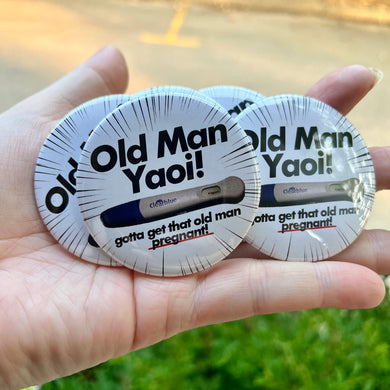 Old Man
Yaoi!
Clearblue
gotta get that old man
pregnant!
Old Man
Yaoi!
Clearblue
gotta get that old man
pregnant!
Old